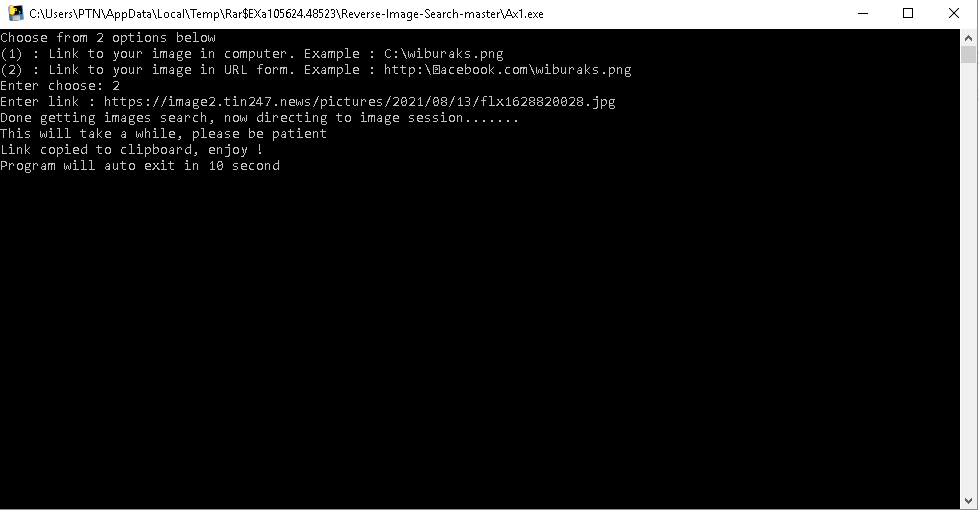 C:\Users\PTN\AppData\Local\Temp\Rar$EXa105624.48523\Reverse-Image-Search-master\Ax1.exe
Choose from 2 options below
(1) : Link to your image in computer. Example : C:\wiburaks.png
(2) : Link to your image in URL form. Example : http:\⍰acebook.com\wiburaks.png
Enter choose: 2
Enter link : https://image2.tin247.news/pictures/2021/08/13/flx1628820028.jpg
Done getting images search, now directing to image session.......
This will take a while, please be patient
Link copied to clipboard, enjoy !
Program will auto exit in 10 second